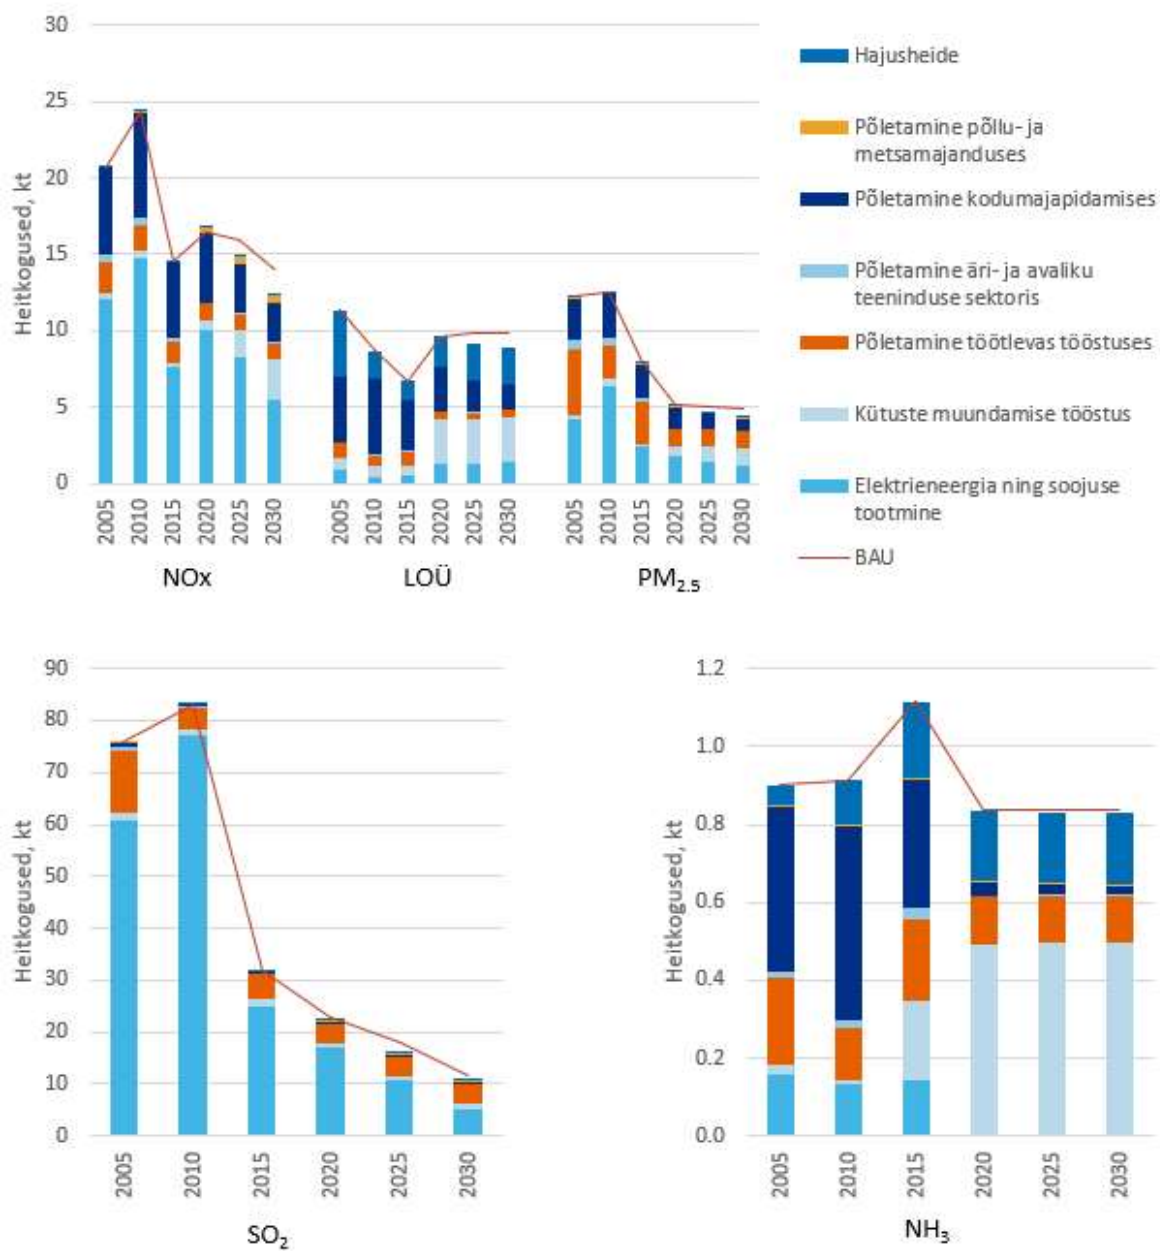 30
25
20
15
10
5
0
Heitkogused, kt
2005 2010 2015 2020 2025 2030
2005 2010 2015 2020 2025 2030
2005 2010 2015 2020 2025 2030
NOx LOÜ PM2.5
Hajusheide
Põletamine põllu- ja
metsamajanduses
Põletamine kodumajapidamises
Põletamine äri- ja avaliku
teeninduse sektoris
Põletamine töötlevas tööstuses
Kütuste muundamise tööstus
Elektrieneergia ning soojuse
tootmine
BAU
90
80
70
60
50
40
30
20
10
0
Heitkogused, kt
2005 2010 2015 2020 2025 2030
SO2
1.2
1.0
0.8
0.6
0.4
0.2
0.0
Heitkogused, kt
2005 2010 2015 2020 2025 2030
NH3